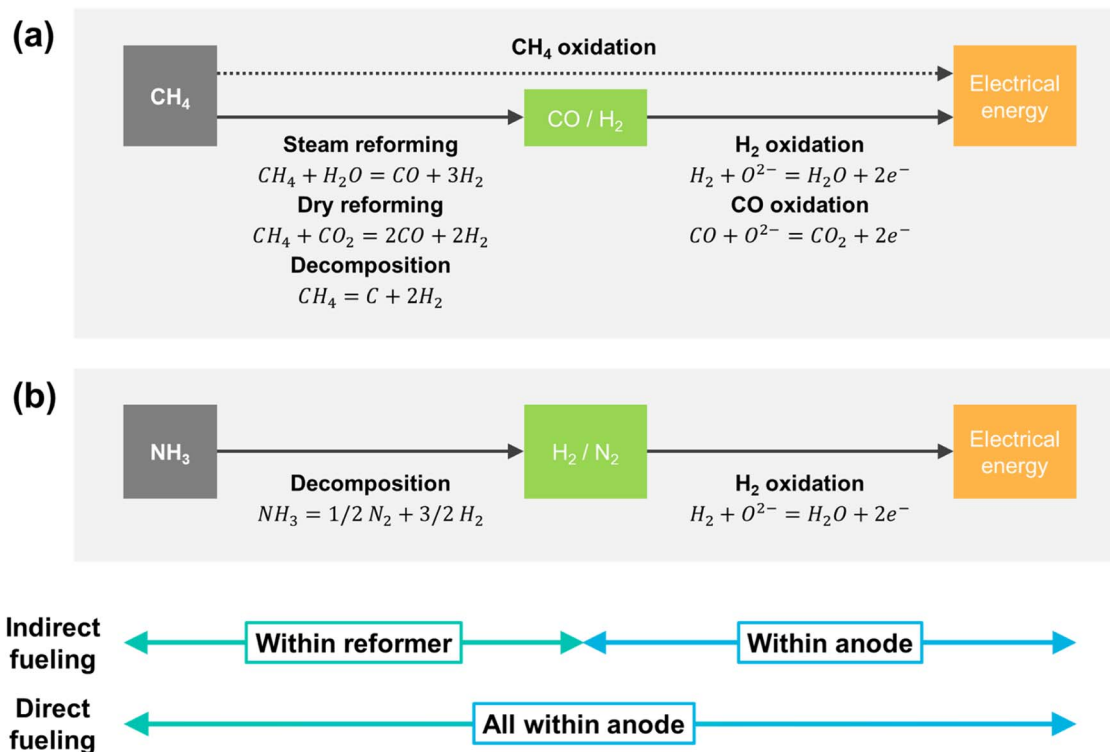 (a)
CH₄ oxidation
CH₄
CO / H₂
Electrical
energy
Steam reforming
CH₄ + H₂O = CO + 3H₂
Dry reforming
CH₄ + CO₂ = 2CO + 2H₂
Decomposition
CH₄ = C + 2H₂
H₂ oxidation
H₂ + O²⁻ = H₂O + 2e⁻
CO oxidation
CO + O²⁻ = CO₂ + 2e⁻
(b)
NH₃
H₂ / N₂
Electrical
energy
Decomposition
NH₃ = 1/2 N₂ + 3/2 H₂
H₂ oxidation
H₂ + O²⁻ = H₂O + 2e⁻
Indirect
fueling
Within reformer
Within anode
Direct
fueling
All within anode